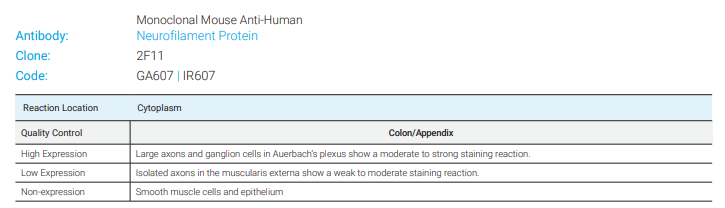 Monoclonal Mouse Anti-Human
Antibody: Neurofilament Protein
Clone: 2F11
Code: GA607 | IR607
Reaction Location Cytoplasm
Quality Control Colon/Appendix
High Expression Large axons and ganglion cells in Auerbach's plexus show a moderate to strong staining reaction.
Low Expression Isolated axons in the muscularis externa show a weak to moderate staining reaction.
Non-expression Smooth muscle cells and epithelium